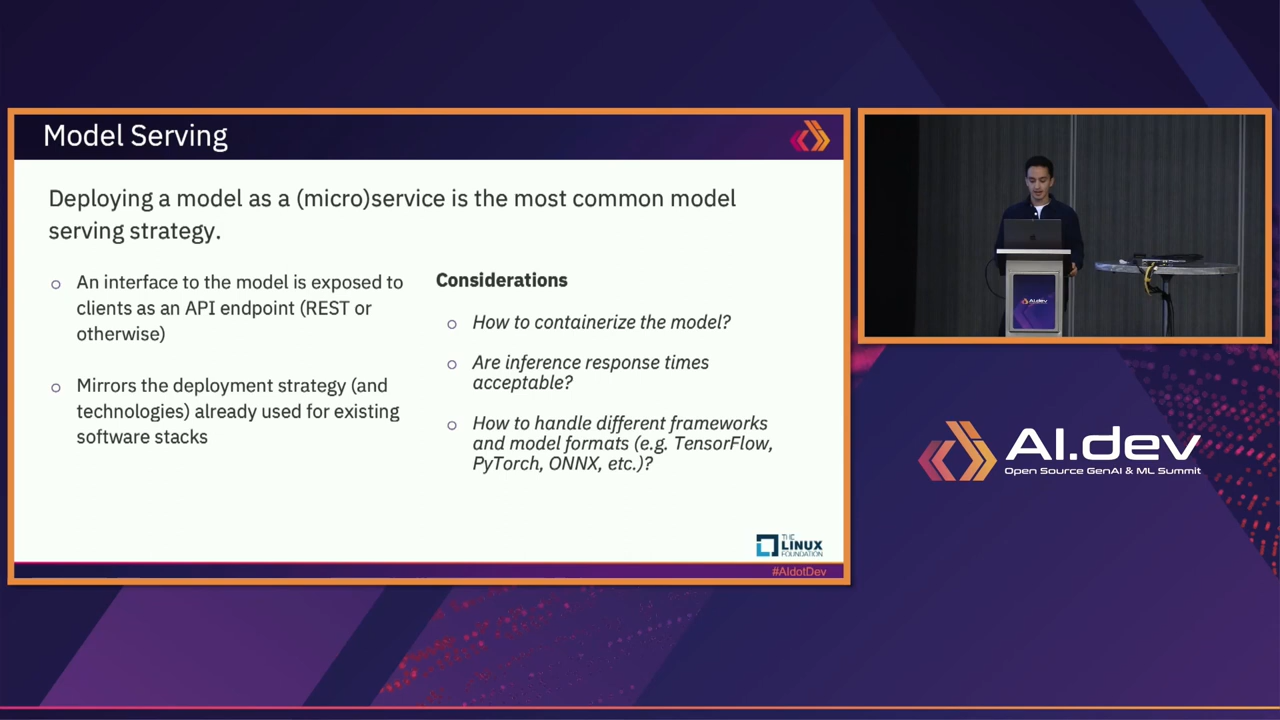 Model Serving
Deploying a model as a (micro)service is the most common model
serving strategy.
An interface to the model is exposed to
clients as an API endpoint (REST or
otherwise)
Mirrors the deployment strategy (and
technologies) already used for existing
software stacks
Considerations
How to containerize the model?
Are inference response times
acceptable?
How to handle different frameworks
and model formats (e.g. TensorFlow,
PyTorch, ONNX, etc.)?
THE
LINUX
FOUNDATION
#AIdotDev
AI.dev
AI.dev
Open Source GenAI & ML Summit